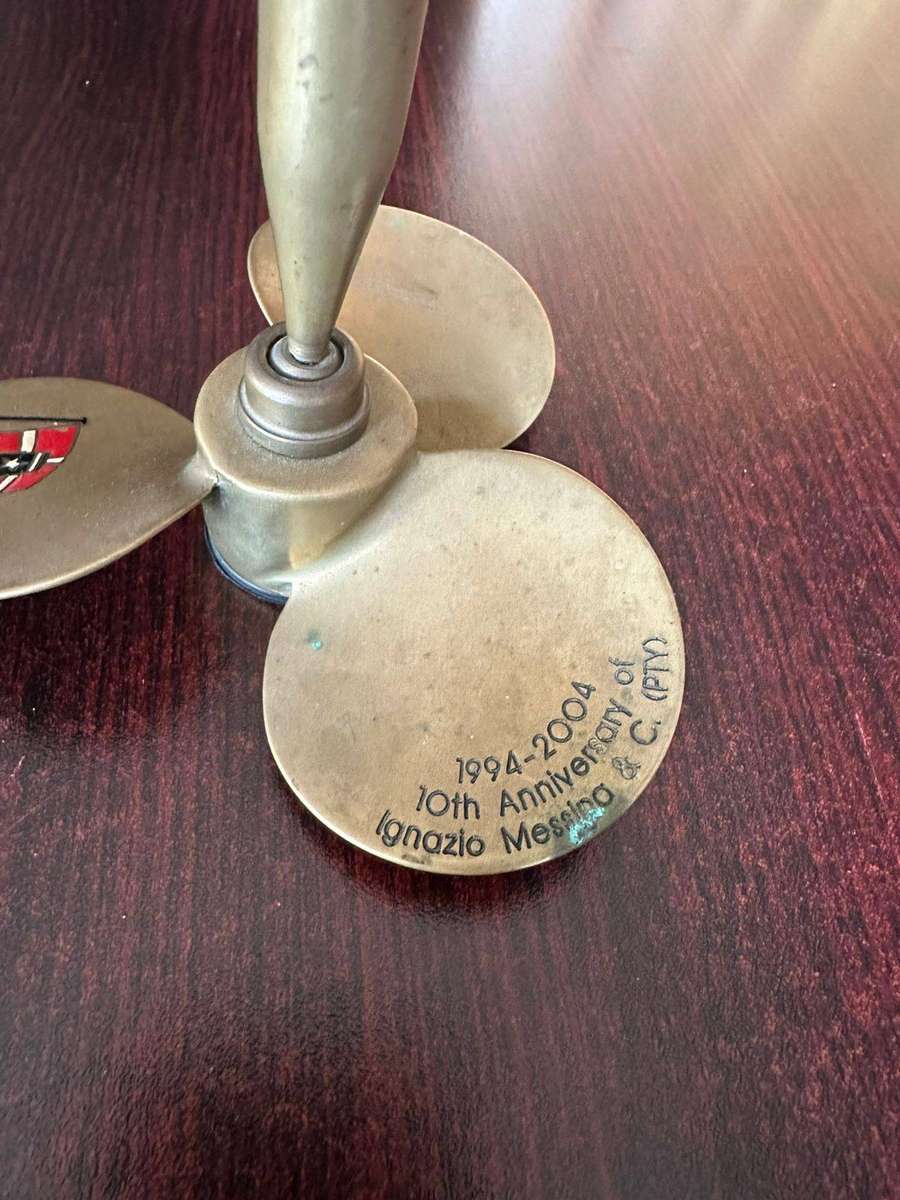 1994-2004
10th Anniversary of
Ignazio Messina & C. (PTY)